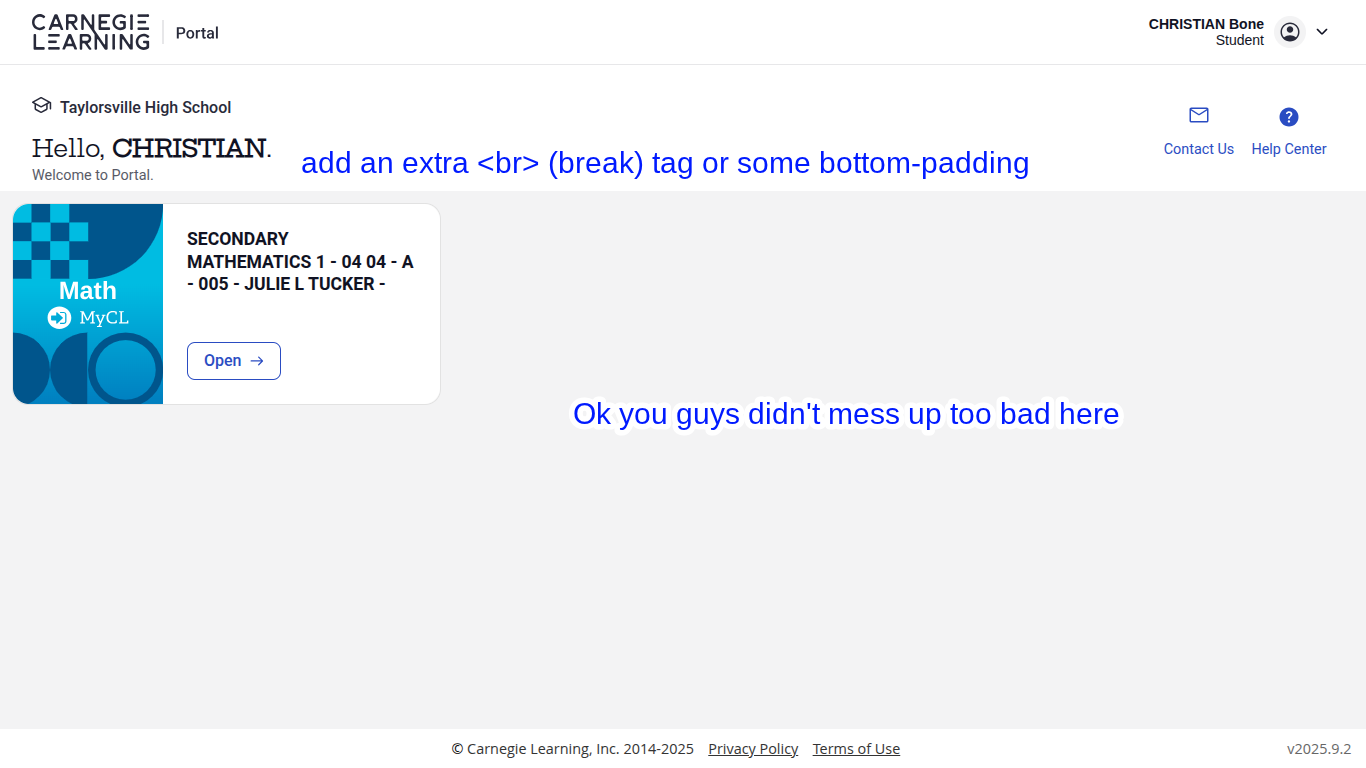 CARNEGIE
LEARNING
Portal
CHRISTIAN Bone
Student
Taylorsville High School
Hello, CHRISTIAN.
Welcome to Portal.
add an extra <br> (break) tag or some bottom-padding
Contact Us
Help Center
SECONDARY
MATHEMATICS 1 - 04 04 - A
- 005 - JULIE L TUCKER -
Math
MyCL
Open
Ok you guys didn't mess up too bad here
© Carnegie Learning, Inc. 2014-2025 Privacy Policy Terms of Use
v2025.9.2